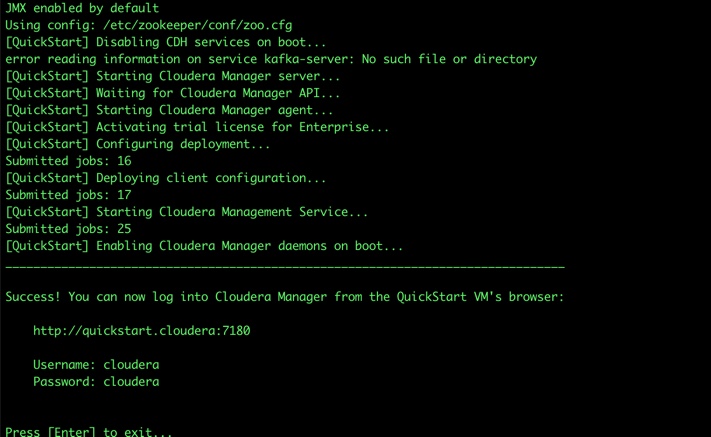 JMX enabled by default
Using config: /etc/zookeeper/conf/zoo.cfg
[QuickStart] Disabling CDH services on boot...
error reading information on service kafka-server: No such file or directory
[QuickStart] Starting Cloudera Manager server...
[QuickStart] Waiting for Cloudera Manager API...
[QuickStart] Starting Cloudera Manager agent...
[QuickStart] Activating trial license for Enterprise...
[QuickStart] Configuring deployment...
Submitted jobs: 16
[QuickStart] Deploying client configuration...
Submitted jobs: 17
[QuickStart] Starting Cloudera Management Service...
Submitted jobs: 25
[QuickStart] Enabling Cloudera Manager daemons on boot...
________________________________________________________________________________
Success! You can now log into Cloudera Manager from the QuickStart VM's browser:
http://quickstart.cloudera:7180
Username: cloudera
Password: cloudera
Press [Enter] to exit...